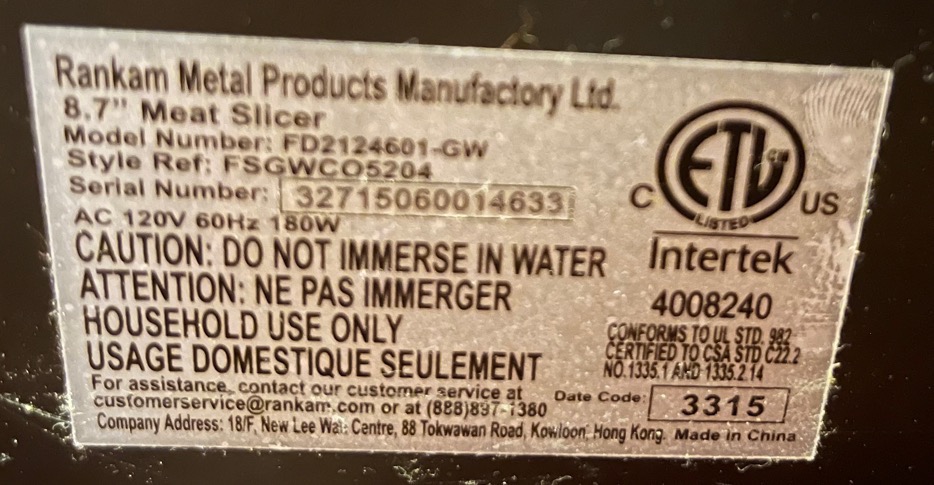 Rankam Metal Products Manufactory Ltd.
8.7" Meat Slicer
Model Number: FD2124601-GW
Style Ref: FSGWCO5204
Serial Number: 32715060014633
AC 120V 60Hz 180W
CAUTION: DO NOT IMMERSE IN WATER
ATTENTION: NE PAS IMMERGER
HOUSEHOLD USE ONLY
USAGE DOMESTIQUE SEULEMENT
For assistance, contact our customer service at
customerservice@rankam.com or at (888)897-1380
Company Address: 18/F, New Lee Wah Centre, 88 Tokwawan Road, Kowloon, Hong Kong. Made in China
C ETL US
LISTED
Intertek
4008240
CONFORMS TO UL STD. 982
CERTIFIED TO CSA STD C22.2
NO.1335.1 AND 1335.2.14
Date Code: 3315